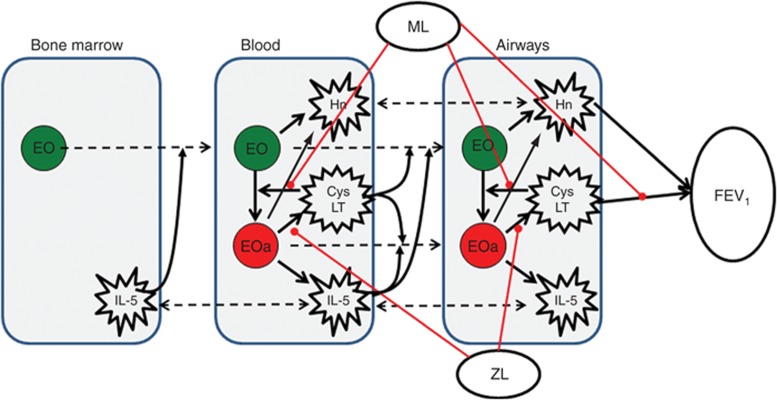 ML
Bone marrow
Blood
Airways
Hn
Hn
EO
EO
EO
Cys
LT
Cys
LT
FEV1
EOa
EOa
IL-5
IL-5
IL-5
ZL